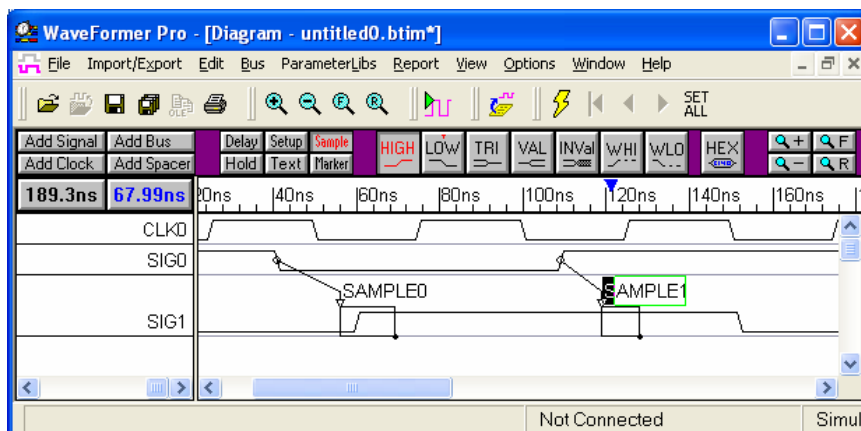 WaveFormer Pro - [Diagram - untitled0.btim*]
File Import/Export Edit Bus ParameterLibs Report View Options Window Help
SET
ALL
Add Signal Add Bus Delay Setup Sample HIGH LOW TRI VAL INVal WHI WLO HEX + F
Add Clock Add Spacer Hold Text Marker - R
189.3ns 67.99ns 20ns 40ns 60ns 80ns 100ns 120ns 140ns 160ns
CLK0
SIG0
SAMPLE0 SAMPLE1
SIG1
Not Connected Simul